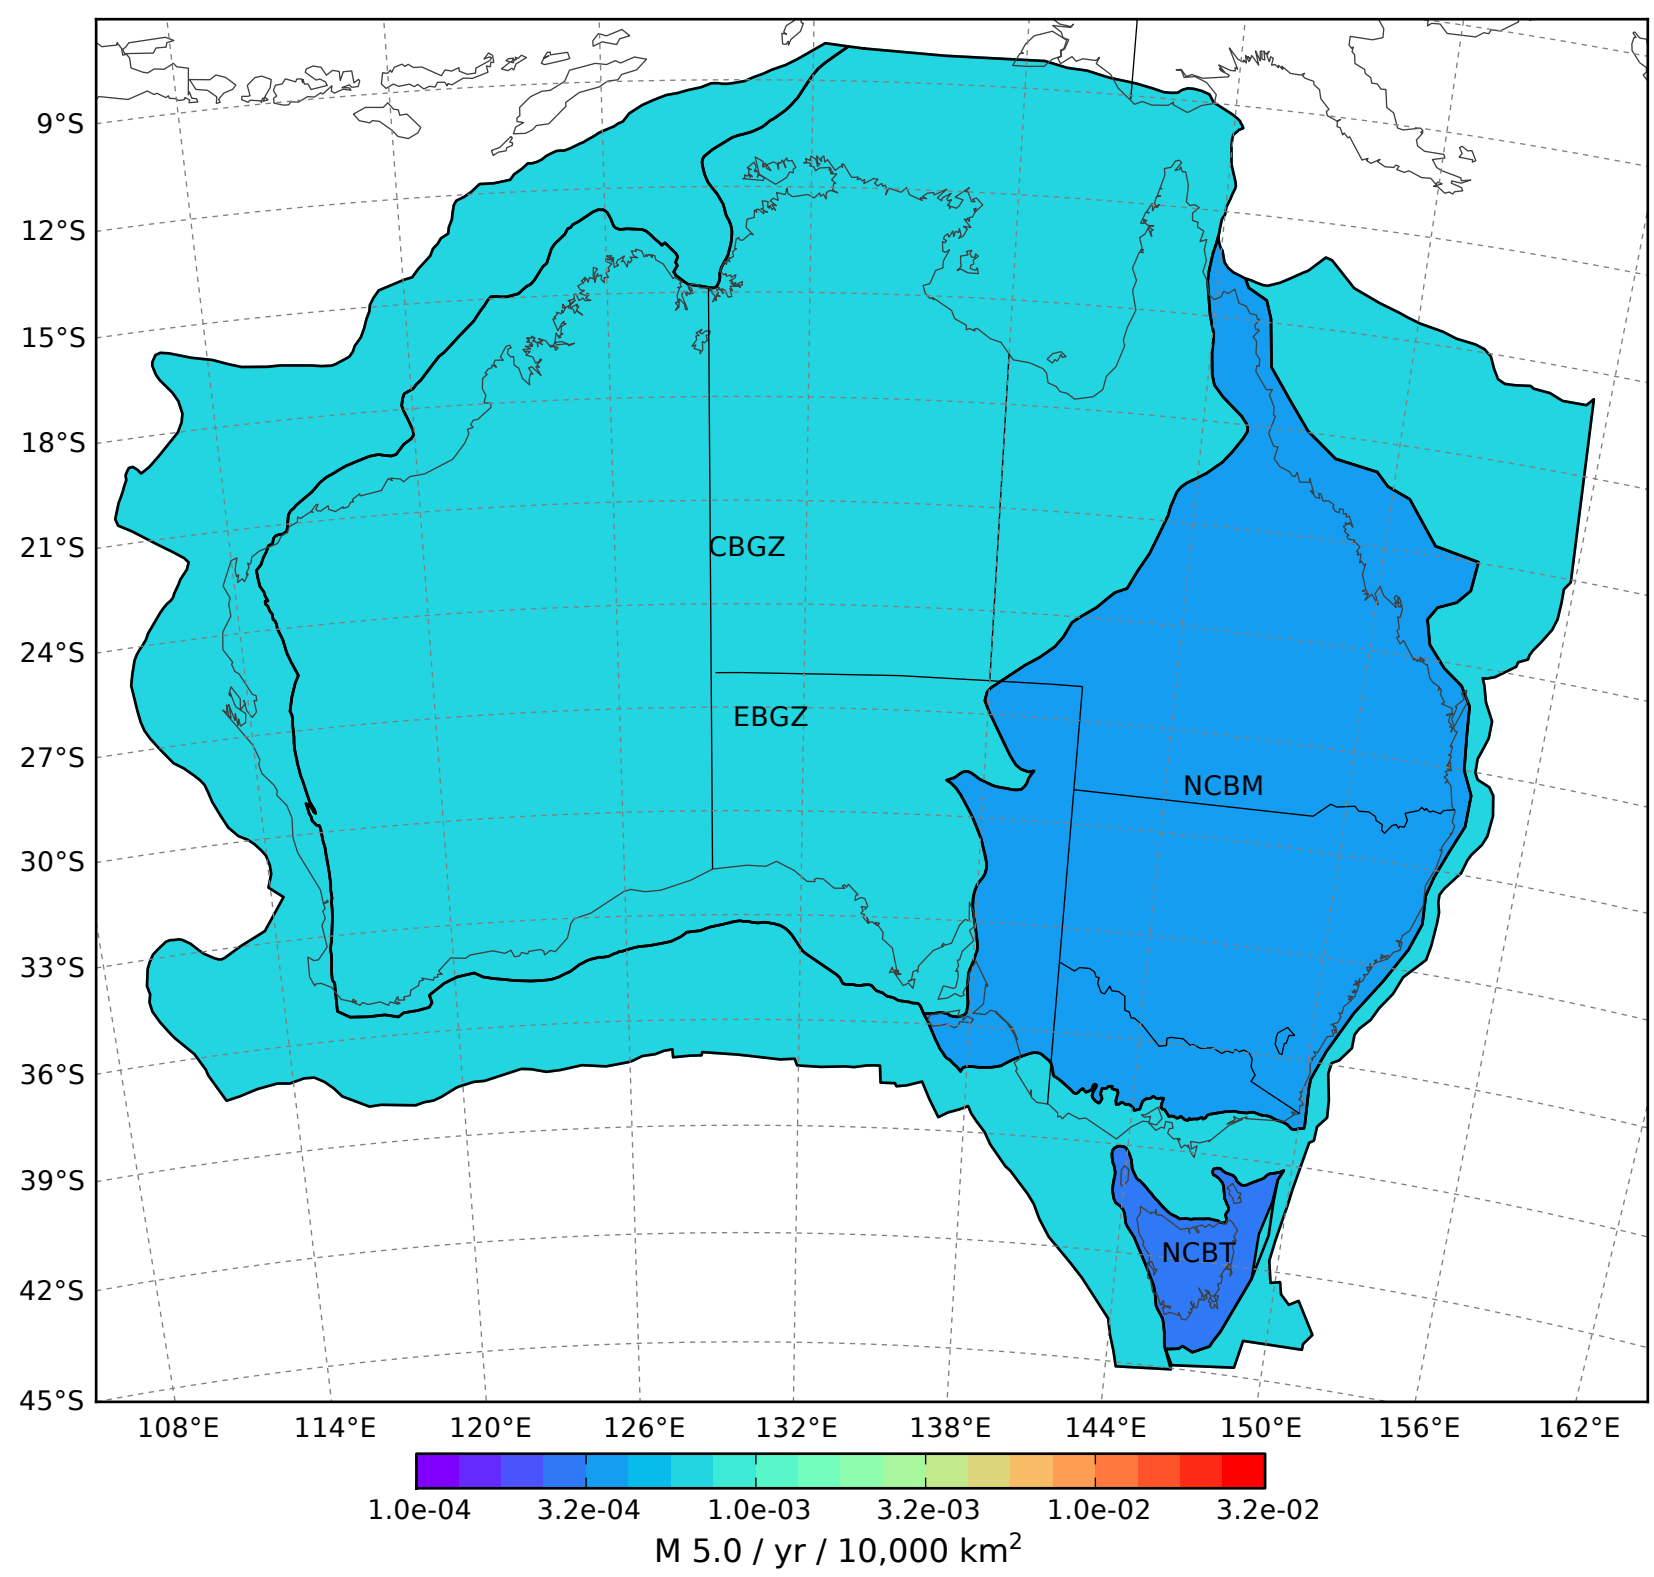 9°S
12°S
15°S
18°S
21°S
24°S
27°S
30°S
33°S
36°S
39°S
42°S
45°S
CBGZ
EBGZ
NCBM
NCBT
108°E 114°E 120°E 126°E 132°E 138°E 144°E 150°E 156°E 162°E
1.0e-04 3.2e-04 1.0e-03 3.2e-03 1.0e-02 3.2e-02
M 5.0 / yr / 10,000 km²